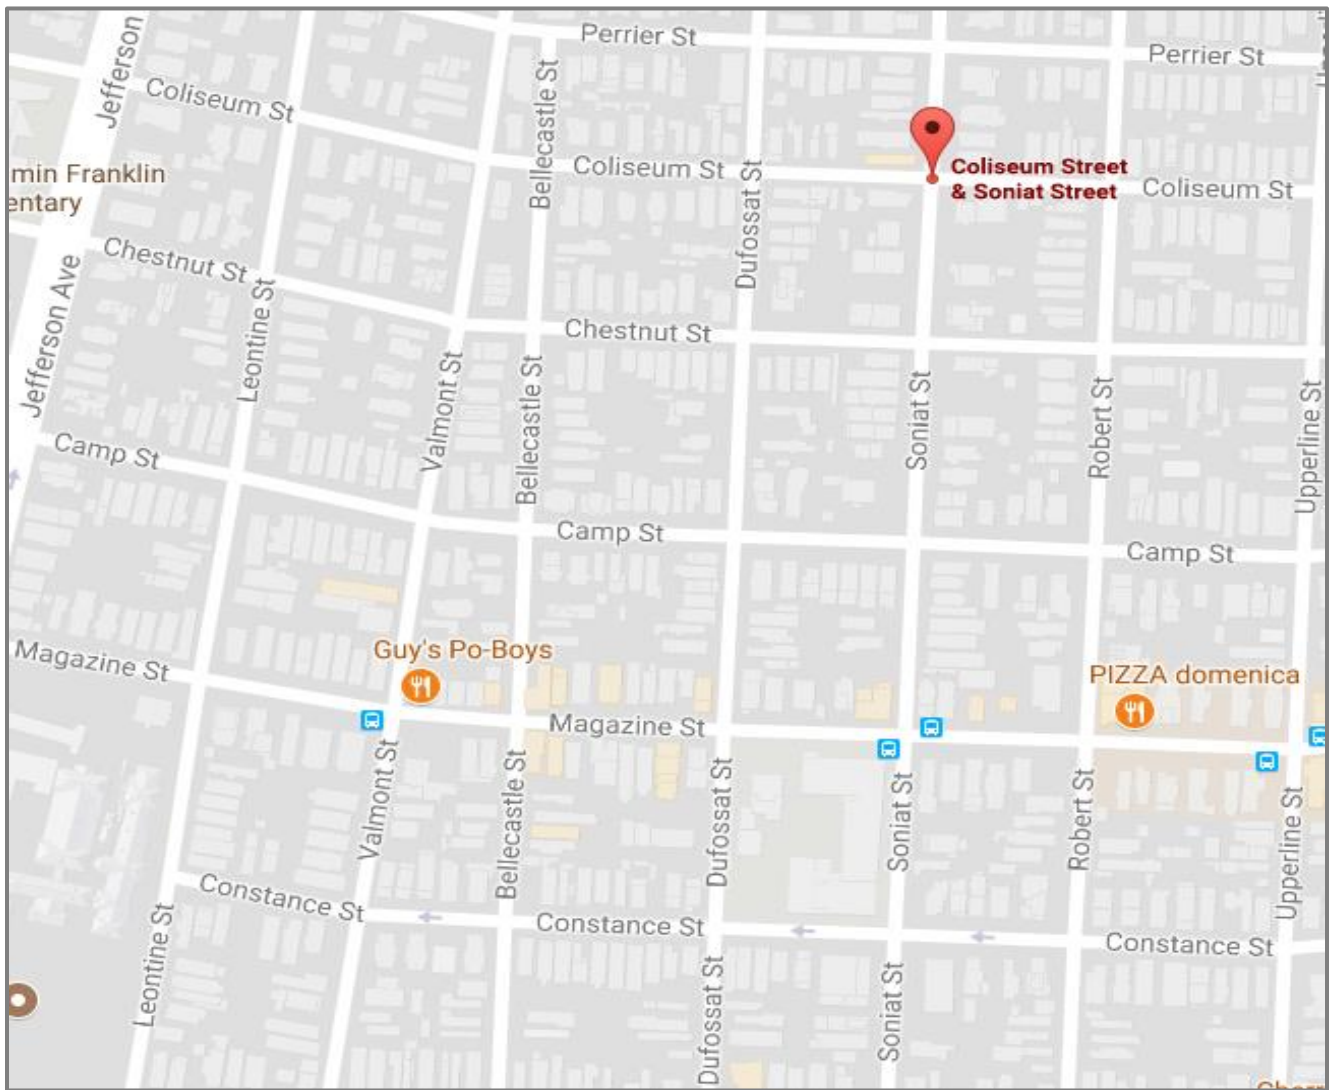 Perrier St
Perrier St
Jefferson
Coliseum St
Bellecastle St
Coliseum St
Dufossat St
Coliseum Street
& Soniat Street
Coliseum St
min Franklin
entary
Chestnut St
Jefferson Ave
Leontine St
Chestnut St
Valmont St
Bellecastle St
Soniat St
Robert St
Upperline St
Camp St
Camp St
Camp St
Guy's Po-Boys
PIZZA domenica
Magazine St
Magazine St
Valmont St
Bellecastle St
Dufossat St
Soniat St
Robert St
Upperline St
Constance St
Constance St
Constance St
Leontine St
Dufossat St
Soniat St